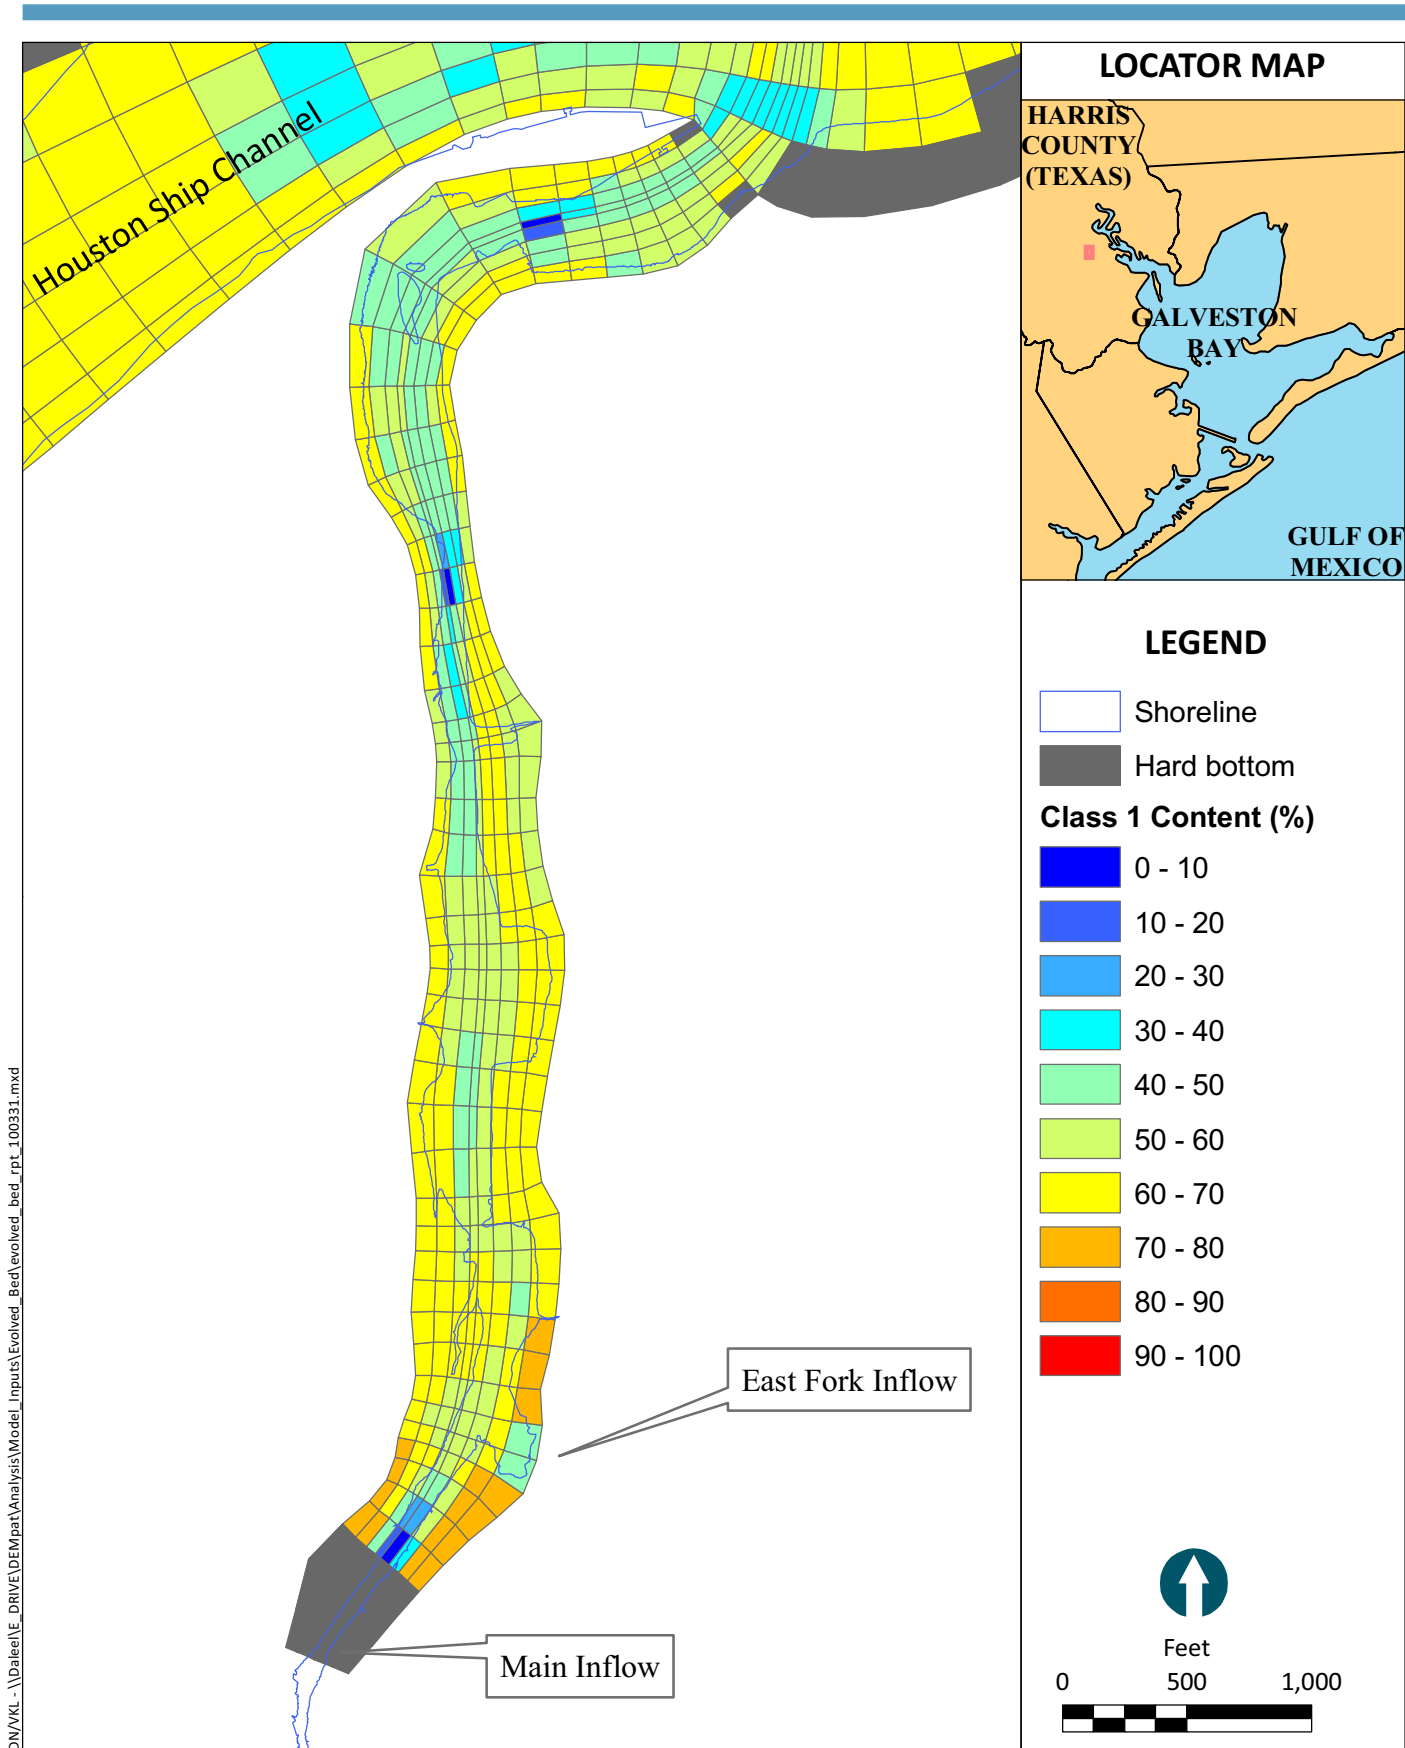 LOCATOR MAP
HARRIS
COUNTY
(TEXAS)
GALVESTON
BAY
GULF OF
MEXICO
Houston Ship Channel
25
LEGEND
Shoreline
Hard bottom
Class 1 Content (%)
0 - 10
10 - 20
20 - 30
30 - 40
40 - 50
50 - 60
60 - 70
70 - 80
80 - 90
90 - 100
East Fork Inflow
Main Inflow
Feet
0 500 1,000
DN/VKL - \\Daleel\E_DRIVE\DEMpat\Analysis\Model_Inputs\Evolved_Bed\evolved_bed_rpt_100331.mxd